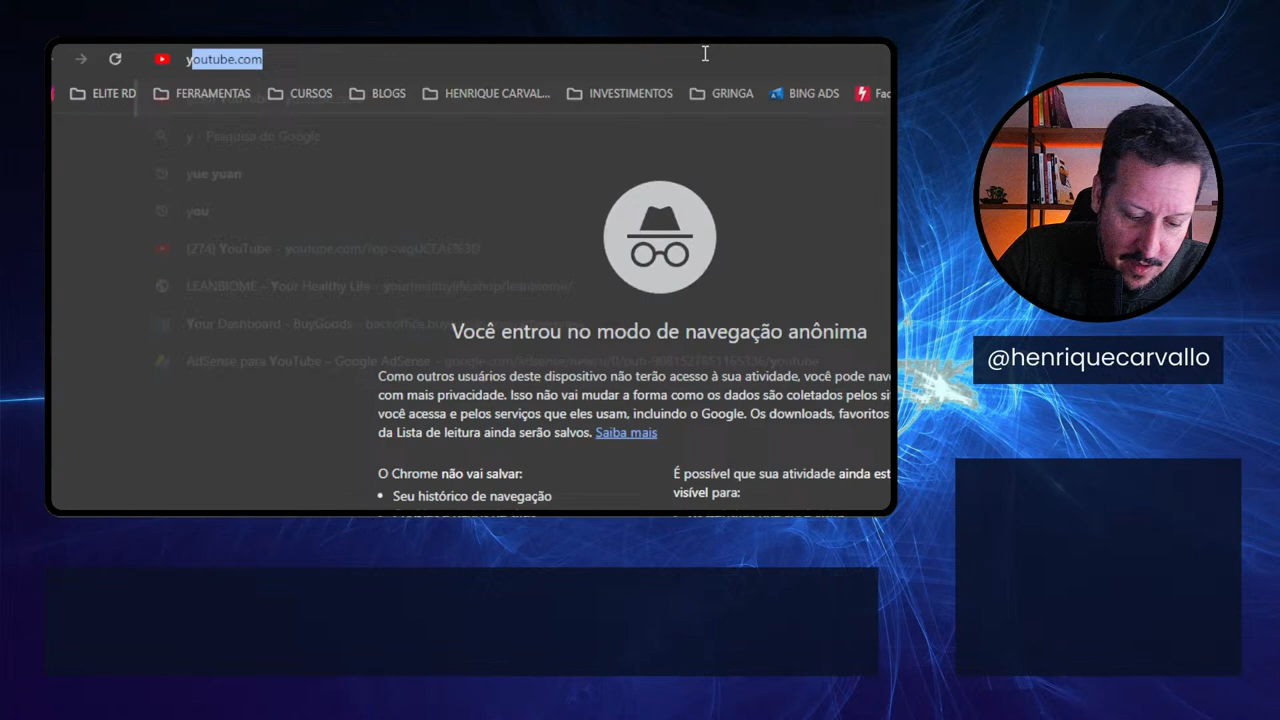 youtube.com
ELITE RD FERRAMENTAS CURSOS BLOGS HENRIQUE CARVAL... INVESTIMENTOS GRINGA BING ADS Fac
y - Pesquisa do Google
yue yuan
you
(274) YouTube - youtube.com/
LEANBIOME – Your Healthy Life -
Your Dashboard - BuyGoods -
AdSense para YouTube – Google AdSense -
Você entrou no modo de navegação anônima
Como outros usuários deste dispositivo não terão acesso à sua atividade, você pode nave
com mais privacidade. Isso não vai mudar a forma como os dados são coletados pelos si
você acessa e pelos serviços que eles usam, incluindo o Google. Os downloads, favoritos
da Lista de leitura ainda serão salvos. Saiba mais
O Chrome não vai salvar:
• Seu histórico de navegação
É possível que sua atividade ainda est
visível para:
@henriquecarvallo